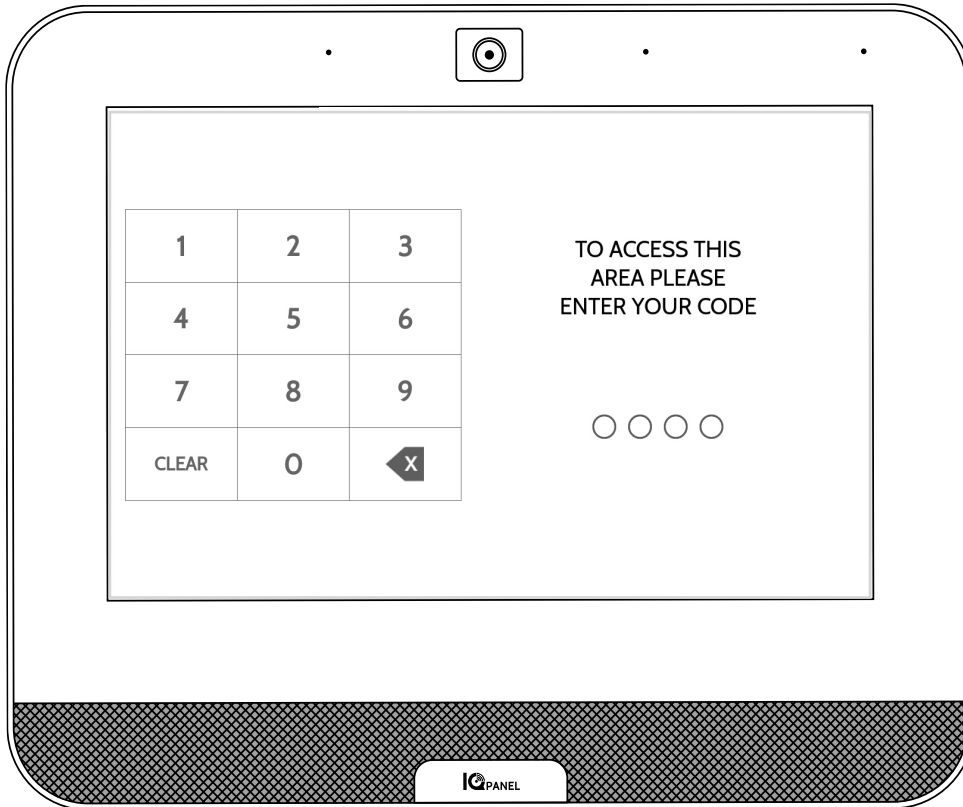 1 2 3
4 5 6
7 8 9
CLEAR 0 X
TO ACCESS THIS
AREA PLEASE
ENTER YOUR CODE
IQ PANEL